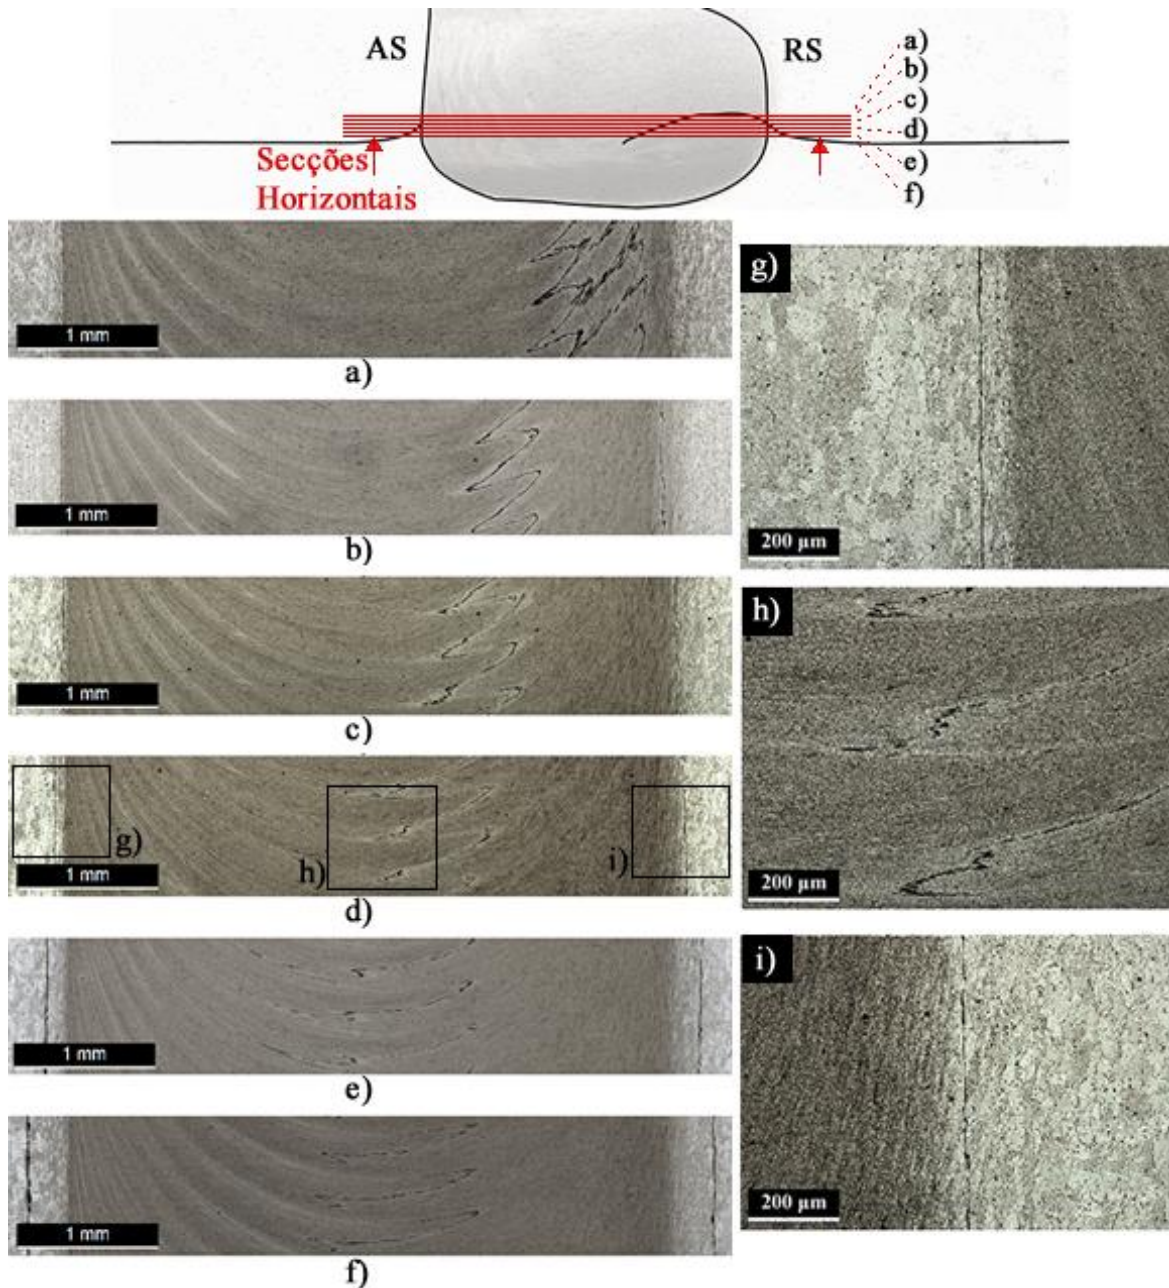 AS
RS
a)
b)
c)
d)
e)
f)
Secções
Horizontais
1 mm
a)
1 mm
b)
1 mm
c)
g)
h)
i)
1 mm
d)
1 mm
e)
1 mm
f)
g)
200 µm
h)
200 µm
i)
200 µm